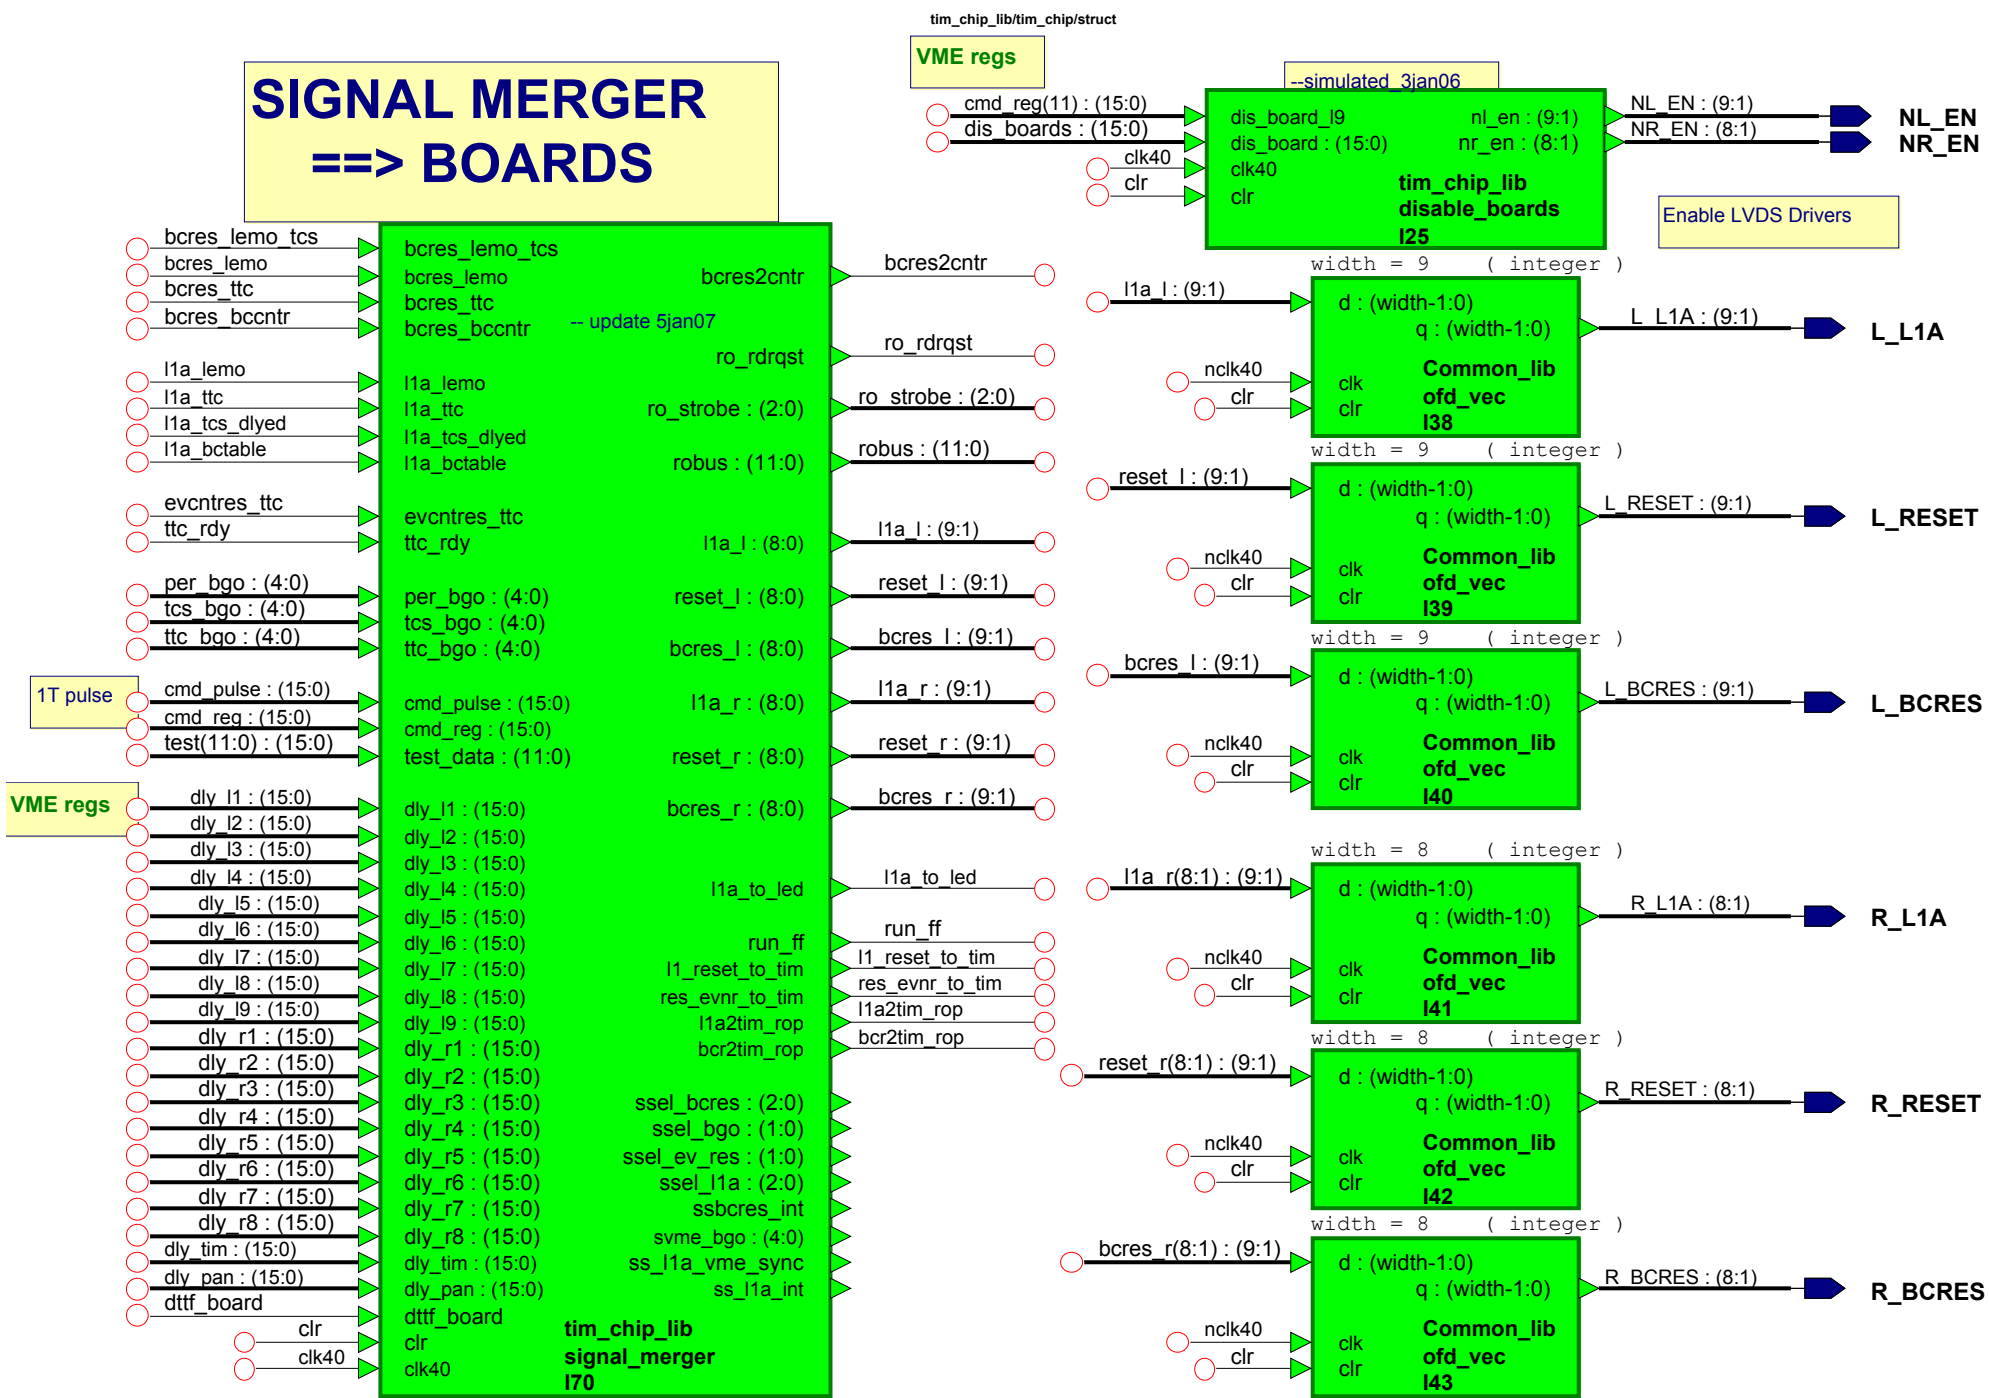 tim_chip_lib/tim_chip/struct
SIGNAL MERGER
==> BOARDS
bcres_lemo_tcs
bcres_lemo
bcres_ttc
bcres_bccntr
l1a_lemo
l1a_ttc
l1a_tcs_dlyed
l1a_bctable
evcntres_ttc
ttc_rdy
per_bgo : (4:0)
tcs_bgo : (4:0)
ttc_bgo : (4:0)
1T pulse
cmd_pulse : (15:0)
cmd_reg : (15:0)
test(11:0) : (15:0)
VME regs
dly_l1 : (15:0)
dly_l2 : (15:0)
dly_l3 : (15:0)
dly_l4 : (15:0)
dly_l5 : (15:0)
dly_l6 : (15:0)
dly_l7 : (15:0)
dly_l8 : (15:0)
dly_l9 : (15:0)
dly_r1 : (15:0)
dly_r2 : (15:0)
dly_r3 : (15:0)
dly_r4 : (15:0)
dly_r5 : (15:0)
dly_r6 : (15:0)
dly_r7 : (15:0)
dly_r8 : (15:0)
dly_tim : (15:0)
dly_pan : (15:0)
dttf_board
clr
clk40
bcres_lemo_tcs
bcres_lemo
bcres_ttc
bcres_bccntr
-- update 5jan07
l1a_lemo
l1a_ttc
l1a_tcs_dlyed
l1a_bctable
evcntres_ttc
ttc_rdy
per_bgo : (4:0)
tcs_bgo : (4:0)
ttc_bgo : (4:0)
cmd_pulse : (15:0)
cmd_reg : (15:0)
test_data : (11:0)
dly_l1 : (15:0)
dly_l2 : (15:0)
dly_l3 : (15:0)
dly_l4 : (15:0)
dly_l5 : (15:0)
dly_l6 : (15:0)
dly_l7 : (15:0)
dly_l8 : (15:0)
dly_l9 : (15:0)
dly_r1 : (15:0)
dly_r2 : (15:0)
dly_r3 : (15:0)
dly_r4 : (15:0)
dly_r5 : (15:0)
dly_r6 : (15:0)
dly_r7 : (15:0)
dly_r8 : (15:0)
dly_tim : (15:0)
dly_pan : (15:0)
dttf_board
clr
clk40
bcres2cntr
ro_rdrqst
ro_strobe : (2:0)
robus : (11:0)
l1a_l : (8:0)
reset_l : (8:0)
bcres_l : (8:0)
l1a_r : (8:0)
reset_r : (8:0)
bcres_r : (8:0)
l1a_to_led
run_ff
l1_reset_to_tim
res_evnr_to_tim
l1a2tim_rop
bcr2tim_rop
ssel_bcres : (2:0)
ssel_bgo : (1:0)
ssel_ev_res : (1:0)
ssel_l1a : (2:0)
ssbcres_int
svme_bgo : (4:0)
ss_l1a_vme_sync
ss_l1a_int
tim_chip_lib
signal_merger
I70
bcres2cntr
ro_rdrqst
ro_strobe : (2:0)
robus : (11:0)
l1a_l : (9:1)
reset_l : (9:1)
bcres_l : (9:1)
l1a_r : (9:1)
reset_r : (9:1)
bcres_r : (9:1)
l1a_to_led
run_ff
l1_reset_to_tim
res_evnr_to_tim
l1a2tim_rop
bcr2tim_rop
VME regs
--simulated_3jan06
cmd_reg(11) : (15:0)
dis_boards : (15:0)
clk40
clr
dis_board_l9
dis_board : (15:0)
clk40
clr
nl_en : (9:1)
nr_en : (8:1)
tim_chip_lib
disable_boards
I25
NL_EN : (9:1)
NR_EN : (8:1)
NL_EN
NR_EN
Enable LVDS Drivers
width = 9 ( integer )
l1a_l : (9:1)
nclk40
clr
d : (width-1:0)
q : (width-1:0)
clk
clr
Common_lib
ofd_vec
I38
L_L1A : (9:1)
L_L1A
width = 9 ( integer )
reset_l : (9:1)
nclk40
clr
d : (width-1:0)
q : (width-1:0)
clk
clr
Common_lib
ofd_vec
I39
L_RESET : (9:1)
L_RESET
width = 9 ( integer )
bcres_l : (9:1)
nclk40
clr
d : (width-1:0)
q : (width-1:0)
clk
clr
Common_lib
ofd_vec
I40
L_BCRES : (9:1)
L_BCRES
width = 8 ( integer )
l1a_r(8:1) : (9:1)
nclk40
clr
d : (width-1:0)
q : (width-1:0)
clk
clr
Common_lib
ofd_vec
I41
R_L1A : (8:1)
R_L1A
width = 8 ( integer )
reset_r(8:1) : (9:1)
nclk40
clr
d : (width-1:0)
q : (width-1:0)
clk
clr
Common_lib
ofd_vec
I42
R_RESET : (8:1)
R_RESET
width = 8 ( integer )
bcres_r(8:1) : (9:1)
nclk40
clr
d : (width-1:0)
q : (width-1:0)
clk
clr
Common_lib
ofd_vec
I43
R_BCRES : (8:1)
R_BCRES